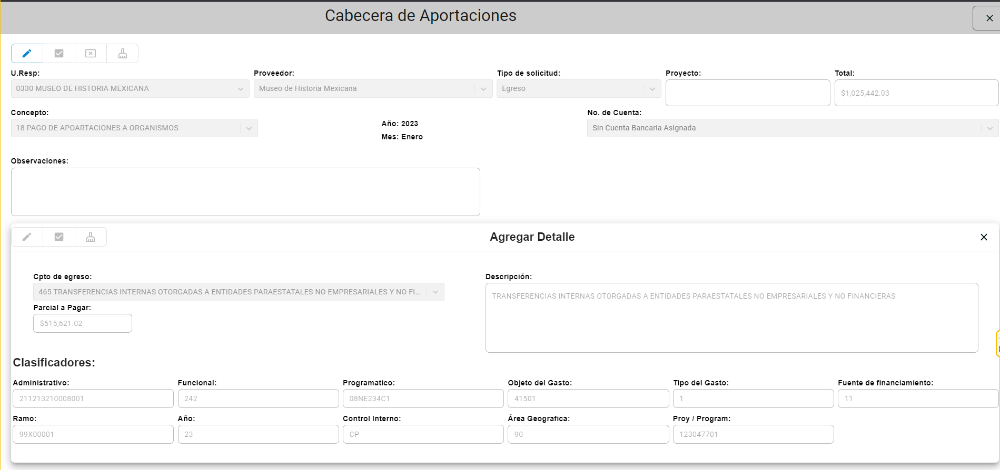 Cabecera de Aportaciones
U.Resp: Proveedor: Tipo de solicitud: Proyecto: Total:
0330 MUSEO DE HISTORIA MEXICANA Museo de Historia Mexicana Egreso $1,025,442.03
Concepto: No. de Cuenta:
18 PAGO DE APOARTACIONES A ORGANISMOS Año: 2023 Sin Cuenta Bancaria Asignada
Mes: Enero
Observaciones:
Agregar Detalle
Cpto de egreso: Descripción:
465 TRANSFERENCIAS INTERNAS OTORGADAS A ENTIDADES PARAESTATALES NO EMPRESARIALES Y NO FI... TRANSFERENCIAS INTERNAS OTORGADAS A ENTIDADES PARAESTATALES NO EMPRESARIALES Y NO FINANCIERAS
Parcial a Pagar:
$515,621.02
Clasificadores:
Administrativo: Funcional: Programatico: Objeto del Gasto: Tipo del Gasto: Fuente de financiamiento:
211213210008001 242 08NE234C1 41501 1 11
Ramo: Año: Control Interno: Área Geografica: Proy / Program:
99X00001 23 CP 90 123047701